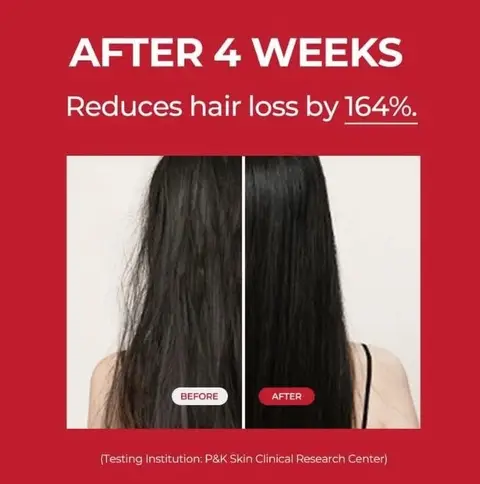 AFTER 4 WEEKS
Reduces hair loss by 164%.
BEFORE
AFTER
(Testing Institution: P&K Skin Clinical Research Center)